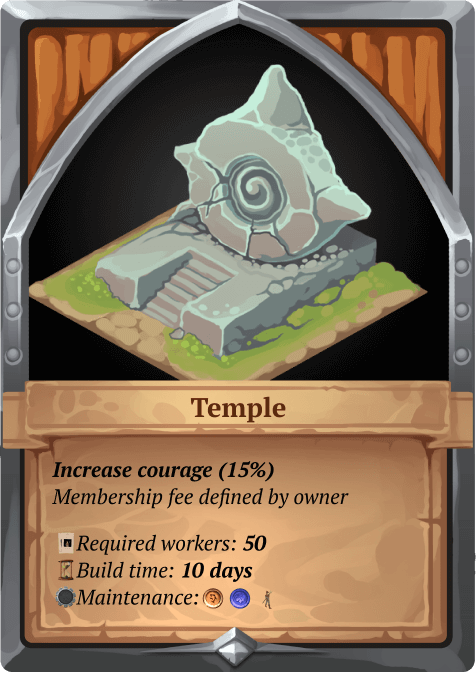 Temple
Increase courage (15%)
Membership fee defined by owner
Required workers: 50
Build time: 10 days
Maintenance: